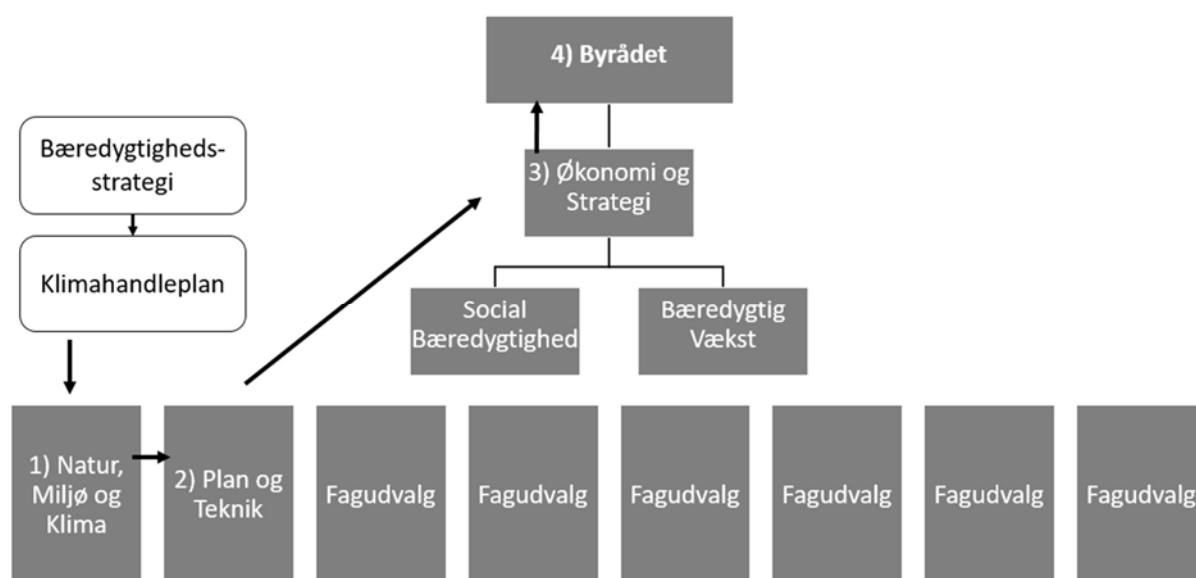 4) Byrådet
Bæredygtigheds-
strategi
3) Økonomi og
Strategi
Klimahandleplan
Social
Bæredygtighed
Bæredygtig
Vækst
1) Natur,
Miljø og
Klima
2) Plan og
Teknik
Fagudvalg
Fagudvalg
Fagudvalg
Fagudvalg
Fagudvalg
Fagudvalg